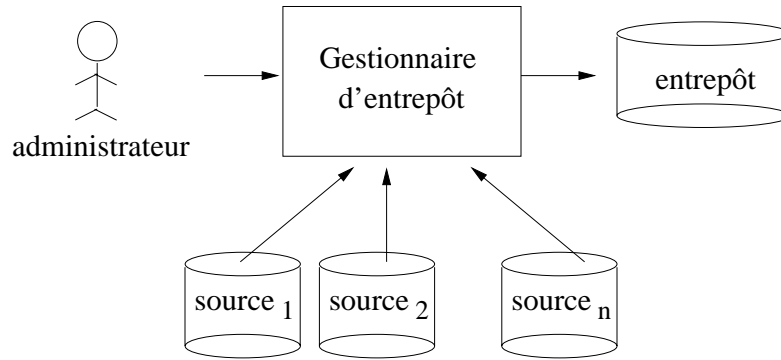 Gestionnaire
d'entrepôt
entrepôt
administrateur
source 1
source 2
source n